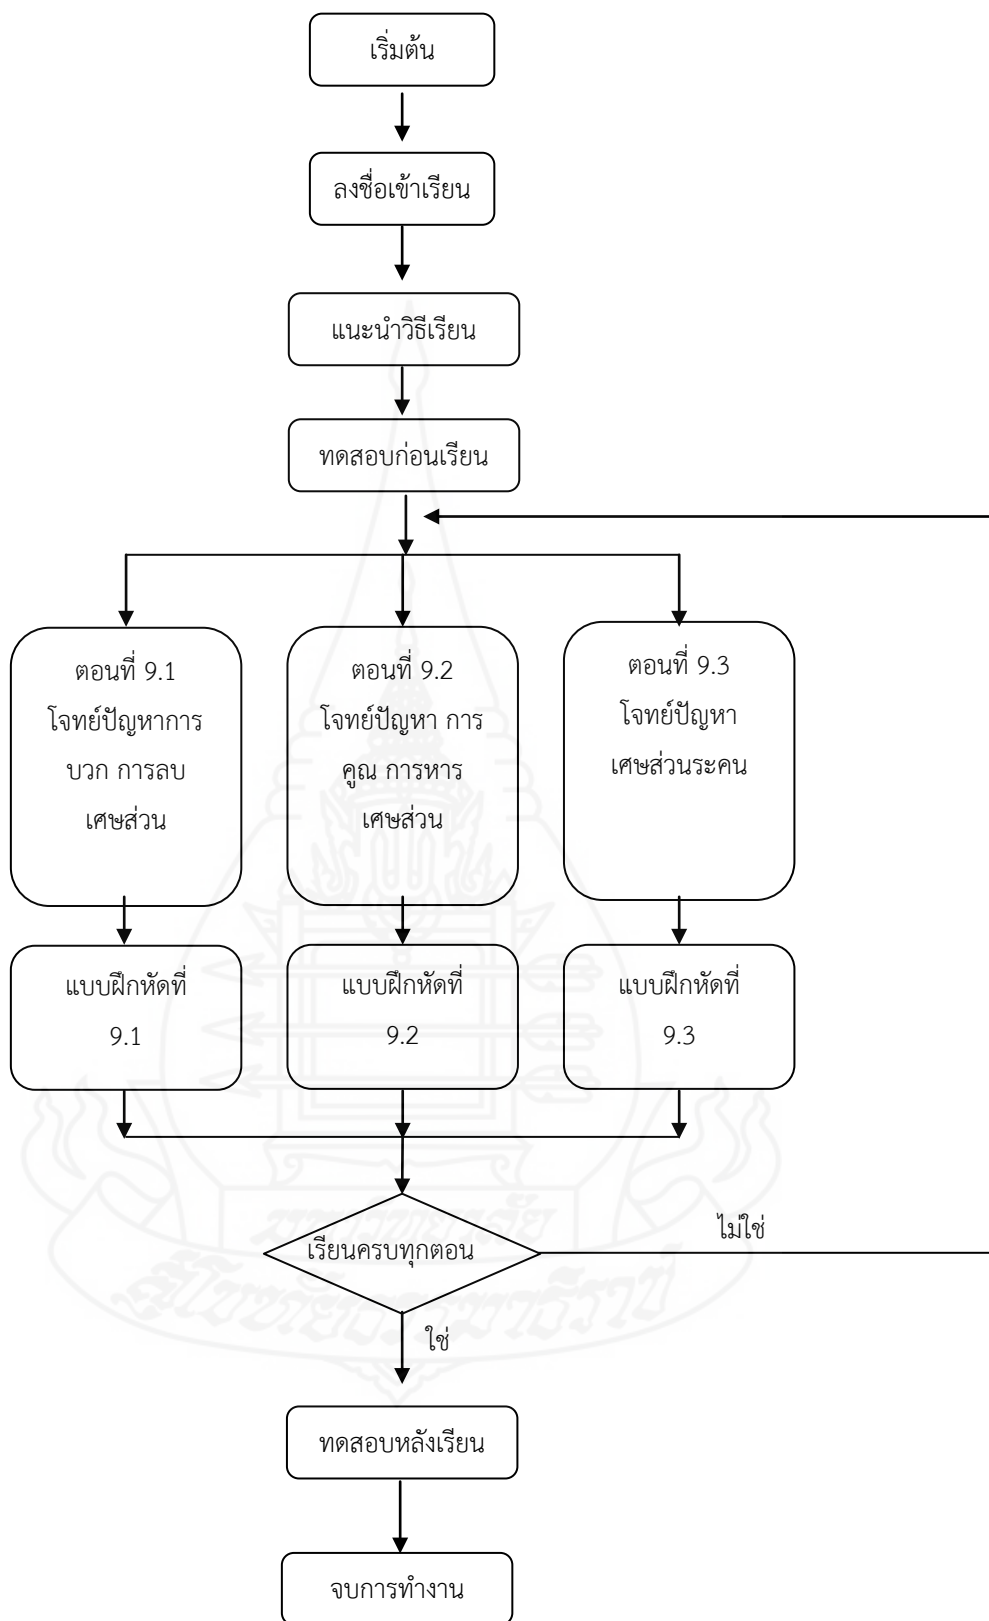 เริ่มต้น
ลงชื่อเข้าเรียน
แนะนำวิธีเรียน
ทดสอบก่อนเรียน
ตอนที่ 9.1
โจทย์ปัญหาการ
บวก การลบ
เศษส่วน
ตอนที่ 9.2
โจทย์ปัญหา การ
คูณ การหาร
เศษส่วน
ตอนที่ 9.3
โจทย์ปัญหา
เศษส่วนระคน
แบบฝึกหัดที่
9.1
แบบฝึกหัดที่
9.2
แบบฝึกหัดที่
9.3
เรียนครบทุกตอน
ไม่ใช่
ใช่
ทดสอบหลังเรียน
จบการทำงาน